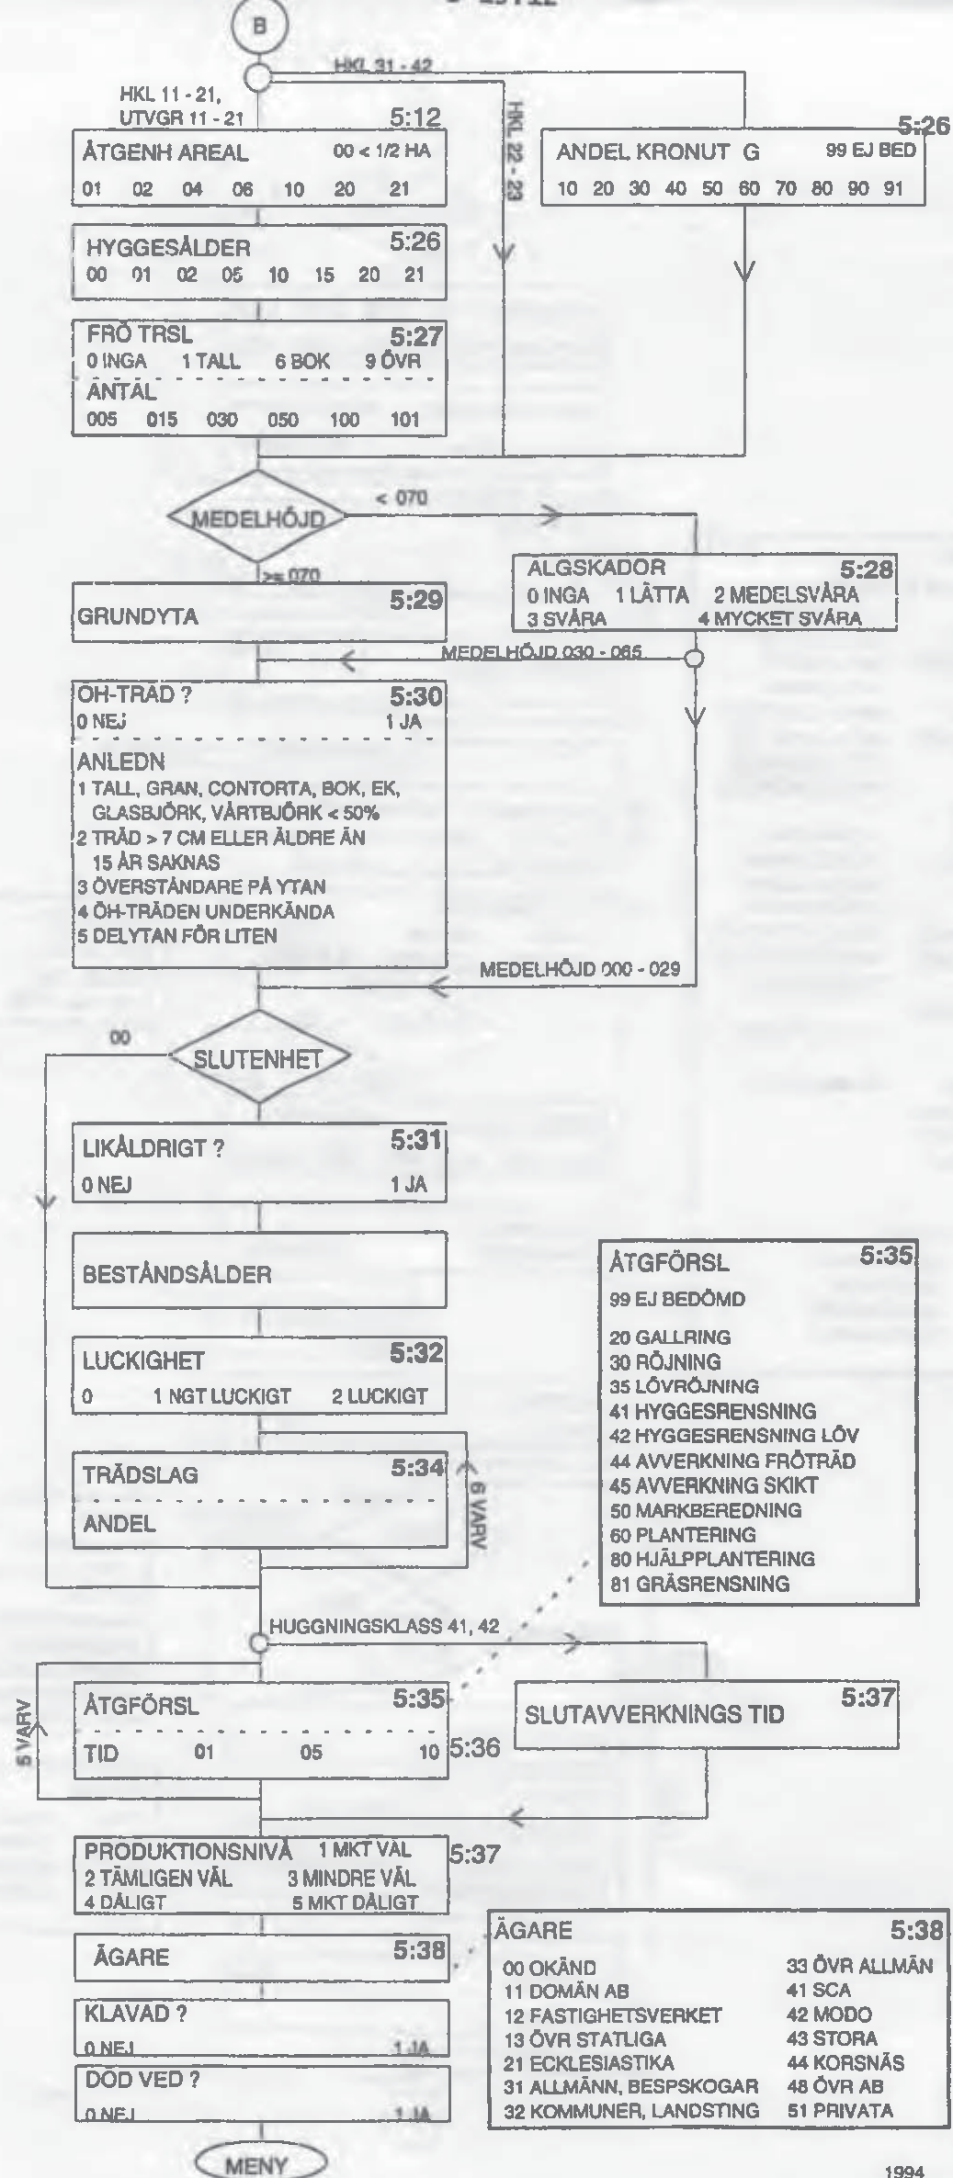 B
HKL 31 - 42
HKL 11 - 21,
UTVGR 11 - 21
HKL 22 - 23
5:12
ÅTGENH AREAL 00 < 1/2 HA
01 02 04 06 10 20 21
5:26
ANDEL KRONUT G 99 EJ BED
10 20 30 40 50 60 70 80 90 91
HYGGESÅLDER 5:26
00 01 02 05 10 15 20 21
FRÖ TRSL 5:27
0 INGA 1 TALL 6 BOK 9 ÖVR
ANTAL
005 015 030 050 100 101
MEDELHÖJD
< 070
>= 070
ÄLGSKADOR 5:28
0 INGA 1 LÄTTA 2 MEDELSVÅRA
3 SVÅRA 4 MYCKET SVÅRA
GRUNDYTA 5:29
MEDELHÖJD 030 - 065
ÖH-TRÄD ? 5:30
0 NEJ 1 JA
ANLEDN
1 TALL, GRAN, CONTORTA, BOK, EK,
GLASBJÖRK, VÅRTBJÖRK < 50%
2 TRÄD > 7 CM ELLER ÄLDRE ÄN
15 ÅR SAKNAS
3 ÖVERSTÅNDARE PÅ YTAN
4 ÖH-TRÄDEN UNDERKÄNDA
5 DELYTAN FÖR LITEN
MEDELHÖJD 000 - 029
00
SLUTENHET
LIKÅLDRIGT ? 5:31
0 NEJ 1 JA
BESTÅNDSÅLDER
LUCKIGHET 5:32
0 1 NGT LUCKIGT 2 LUCKIGT
TRÄDSLAG 5:34
ANDEL
6 VARV
ÅTGFÖRSL 5:35
99 EJ BEDÖMD
20 GALLRING
30 RÖJNING
35 LÖVRÖJNING
41 HYGGESRENSNING
42 HYGGESRENSNING LÖV
44 AVVERKNING FRÖTRÄD
45 AVVERKNING SKIKT
50 MARKBEREDNING
60 PLANTERING
80 HJÄLPPLANTERING
81 GRÄSRENSNING
HUGGNINGSKLASS 41, 42
5 VARV
ÅTGFÖRSL 5:35
TID 01 05 10 5:36
SLUTAVVERKNINGS TID 5:37
PRODUKTIONSNIVÅ 1 MKT VÄL 5:37
2 TÄMLIGEN VÄL 3 MINDRE VÄL
4 DÅLIGT 5 MKT DÅLIGT
ÄGARE 5:38
KLAVAD ?
0 NEJ 1 JA
DÖD VED ?
0 NEJ 1 JA
MENY
ÄGARE 5:38
00 OKÄND 33 ÖVR ALLMÄN
11 DOMÄN AB 41 SCA
12 FASTIGHETSVERKET 42 MODO
13 ÖVR STATLIGA 43 STORA
21 ECKLESIASTIKA 44 KORSNÄS
31 ALLMÄNN, BESPSKOGAR 48 ÖVR AB
32 KOMMUNER, LANDSTING 51 PRIVATA
1994